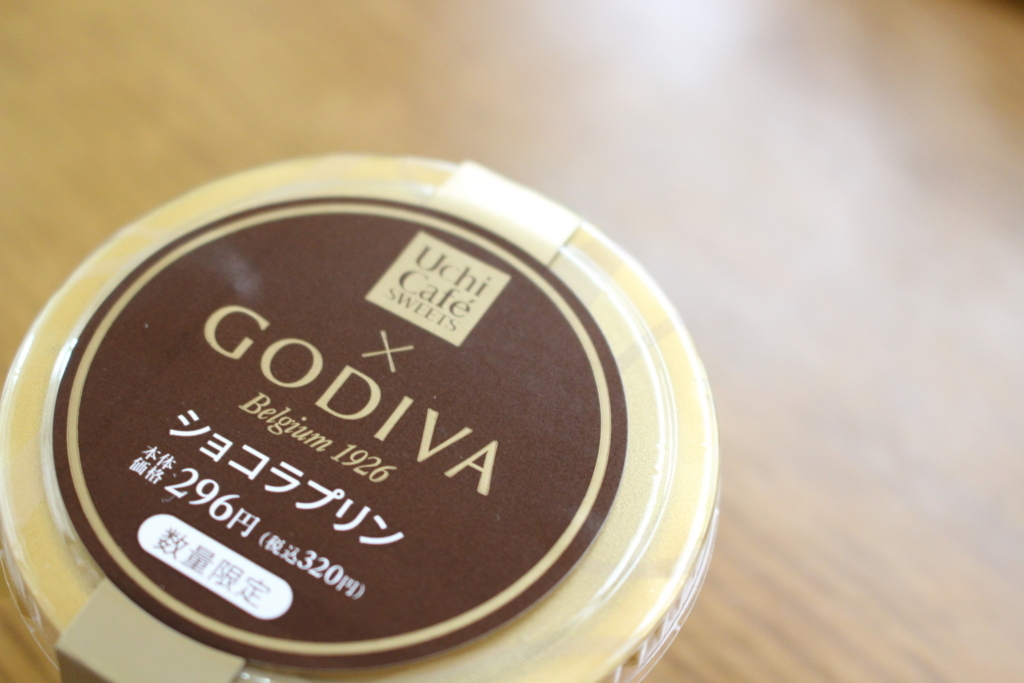 Uchi
Café
SWEETS
×
GODIVA
Belgium 1926
ショコラプリン
本体価格 296円 (税込320円)
数量限定